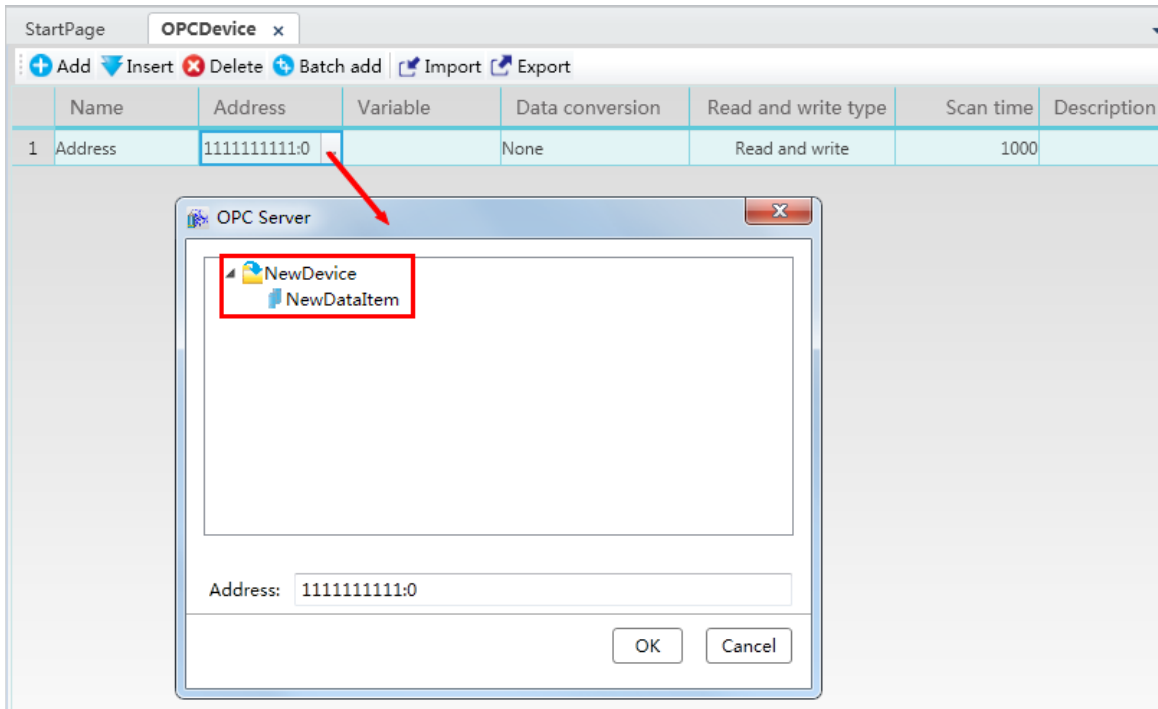 StartPage OPCDevice x
Add Insert Delete Batch add Import Export
Name Address Variable Data conversion Read and write type Scan time Description
1 Address 1111111111:0 ... None Read and write 1000
OPC Server
NewDevice
NewDataItem
Address: 1111111111:0
OK Cancel